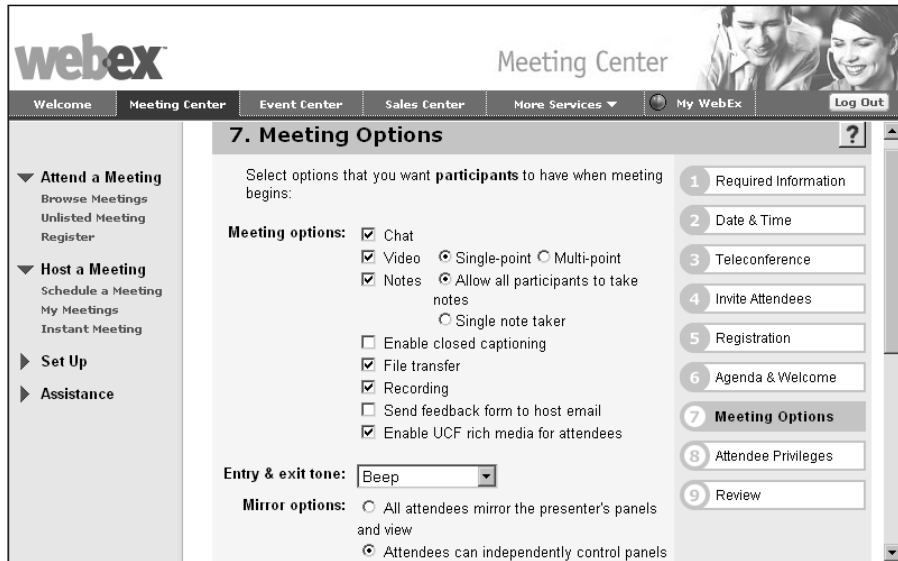 webex
Meeting Center
Welcome
Meeting Center
Event Center
Sales Center
More Services
My WebEx
Log Out
Attend a Meeting
Browse Meetings
Unlisted Meeting
Register
Host a Meeting
Schedule a Meeting
My Meetings
Instant Meeting
Set Up
Assistance
7. Meeting Options
?
Select options that you want participants to have when meeting
begins:
Meeting options:
Chat
Video Single-point Multi-point
Notes Allow all participants to take
notes
Single note taker
Enable closed captioning
File transfer
Recording
Send feedback form to host email
Enable UCF rich media for attendees
Entry & exit tone: Beep
Mirror options: All attendees mirror the presenter's panels
and view
Attendees can independently control panels
1 Required Information
2 Date & Time
3 Teleconference
4 Invite Attendees
5 Registration
6 Agenda & Welcome
7 Meeting Options
8 Attendee Privileges
9 Review